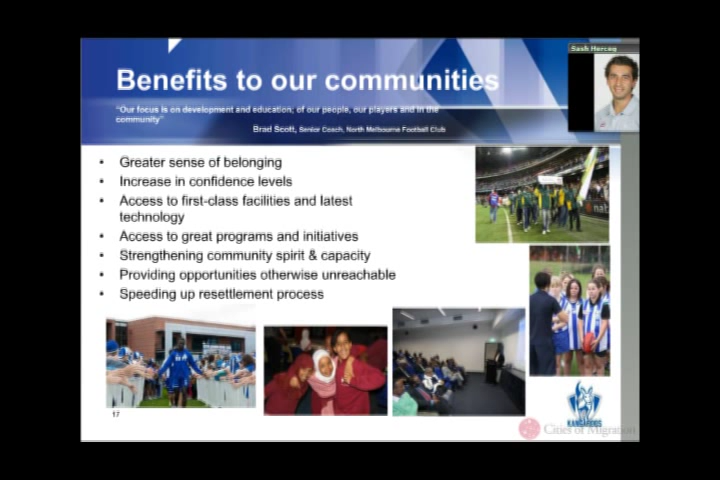 Sash Herceg
Benefits to our communities
"Our focus is on development and education; of our people, our players and in the
community"
Brad Scott, Senior Coach, North Melbourne Football Club
• Greater sense of belonging
• Increase in confidence levels
• Access to first-class facilities and latest
technology
• Access to great programs and initiatives
• Strengthening community spirit & capacity
• Providing opportunities otherwise unreachable
• Speeding up resettlement process
17
KANGAROOS
Cities of Migration